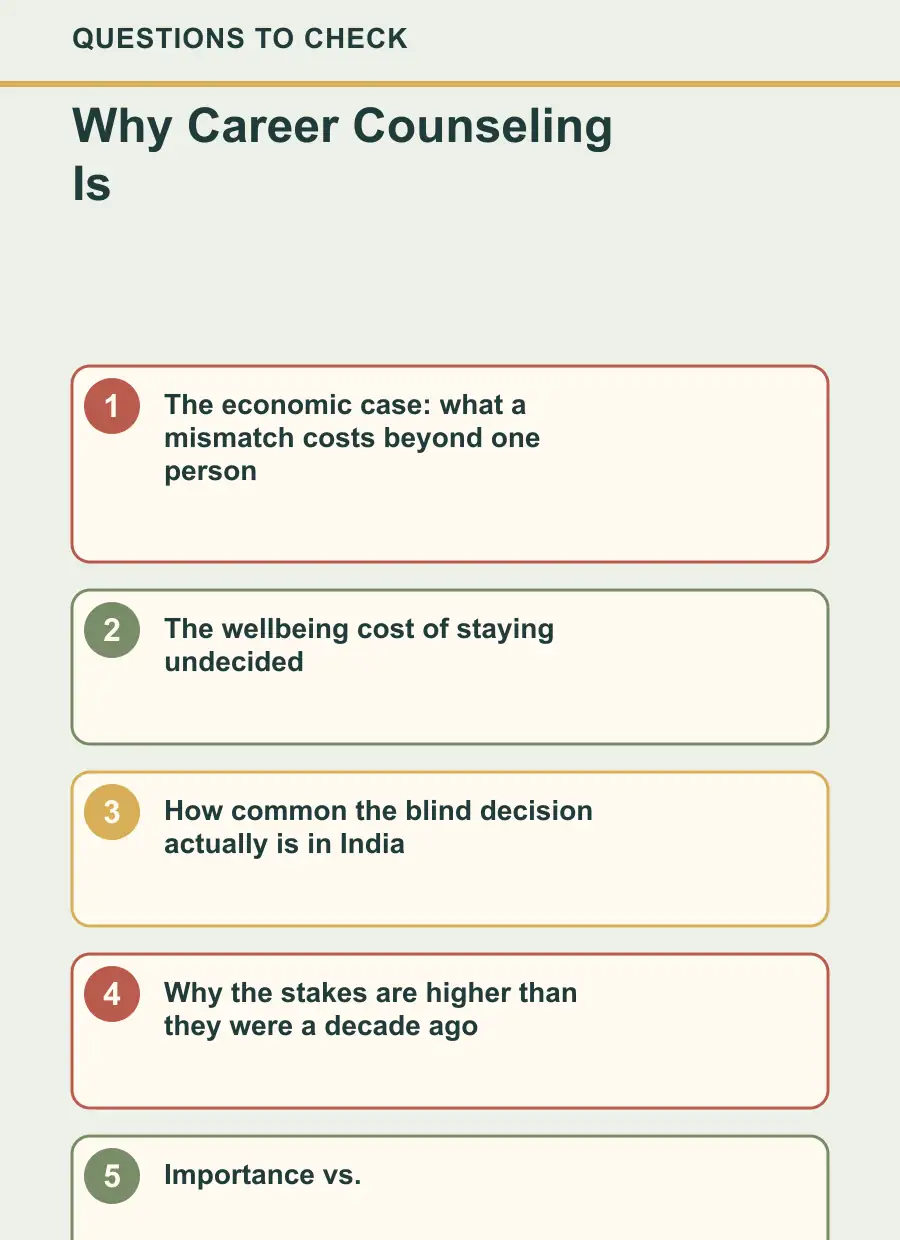 QUESTIONS TO CHECK
Why Career Counseling
Is
1
The economic case: what a
mismatch costs beyond one
person
2
The wellbeing cost of staying
undecided
3
How common the blind decision
actually is in India
4
Why the stakes are higher than
they were a decade ago
5
Importance vs.